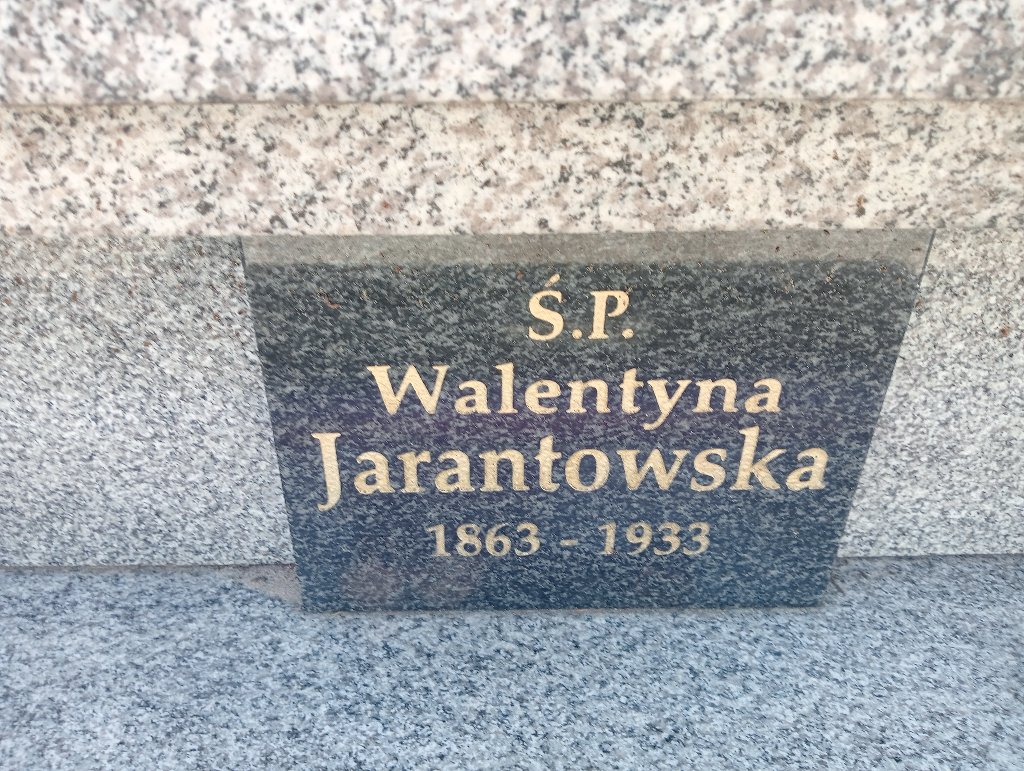 Ś.P.
Walentyna
Jarantowska
1863 - 1933